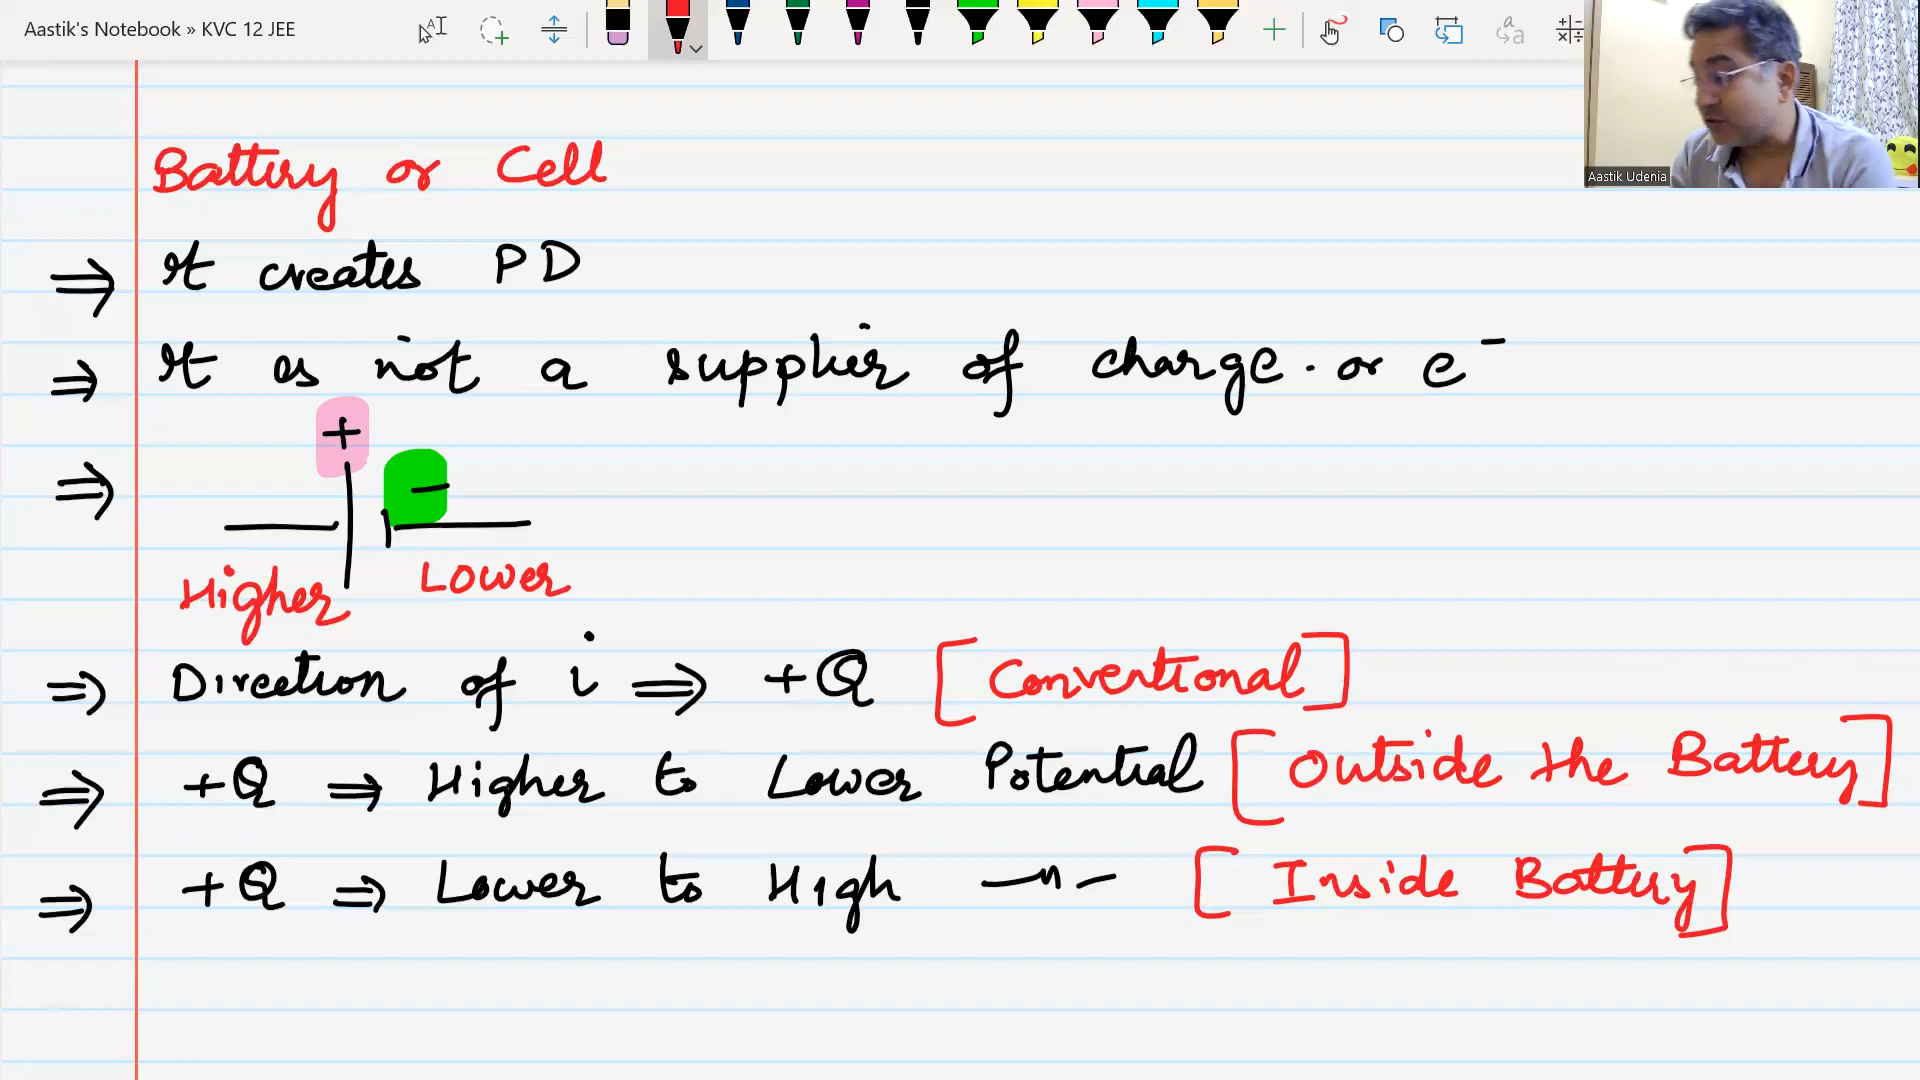 Aastik's Notebook » KVC 12 JEE
Aastik Udenia
Battery or Cell
⇒ It creates PD
⇒ It is not a supplier of charge. or e⁻
⇒ + −
Higher Lower
⇒ Direction of i ⇒ +Q [Conventional]
⇒ +Q ⇒ Higher to Lower Potential [Outside the Battery]
⇒ +Q ⇒ Lower to High —〃— [Inside Battery]